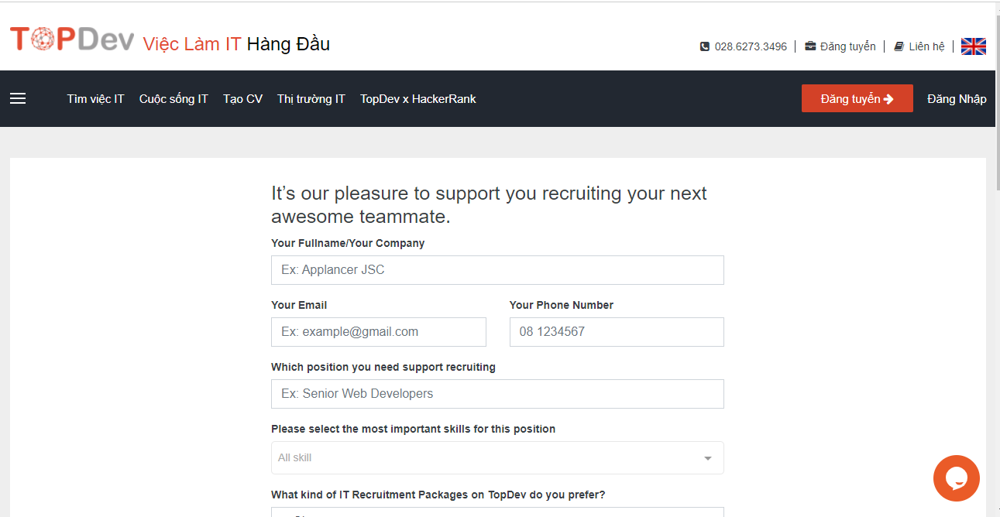 TOPDev Việc Làm IT Hàng Đầu
028.6273.3496 | Đăng tuyển | Liên hệ |
Tìm việc IT Cuộc sống IT Tạo CV Thị trường IT TopDev x HackerRank Đăng tuyển Đăng Nhập
It’s our pleasure to support you recruiting your next
awesome teammate.
Your Fullname/Your Company
Ex: Applancer JSC
Your Email Your Phone Number
Ex: example@gmail.com 08 1234567
Which position you need support recruiting
Ex: Senior Web Developers
Please select the most important skills for this position
All skill
What kind of IT Recruitment Packages on TopDev do you prefer?